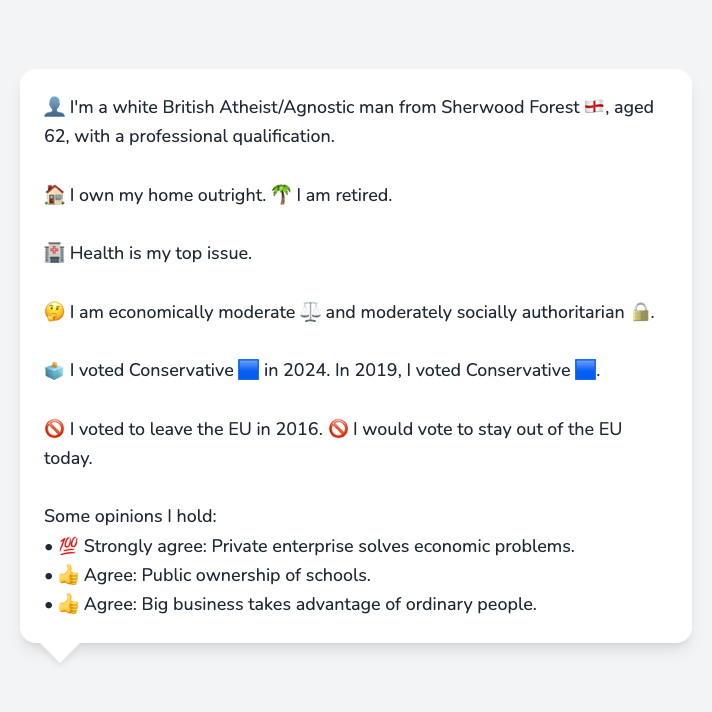 👤 I'm a white British Atheist/Agnostic man from Sherwood Forest 🏴󠁧󠁢󠁥󠁮󠁧󠁿, aged
62, with a professional qualification.
🏠 I own my home outright. 🌴 I am retired.
🏥 Health is my top issue.
🤔 I am economically moderate ⚖️ and moderately socially authoritarian 🔒.
🗳️ I voted Conservative 🟦 in 2024. In 2019, I voted Conservative 🟦.
🚫 I voted to leave the EU in 2016. 🚫 I would vote to stay out of the EU
today.
Some opinions I hold:
• 💯 Strongly agree: Private enterprise solves economic problems.
• 👍 Agree: Public ownership of schools.
• 👍 Agree: Big business takes advantage of ordinary people.